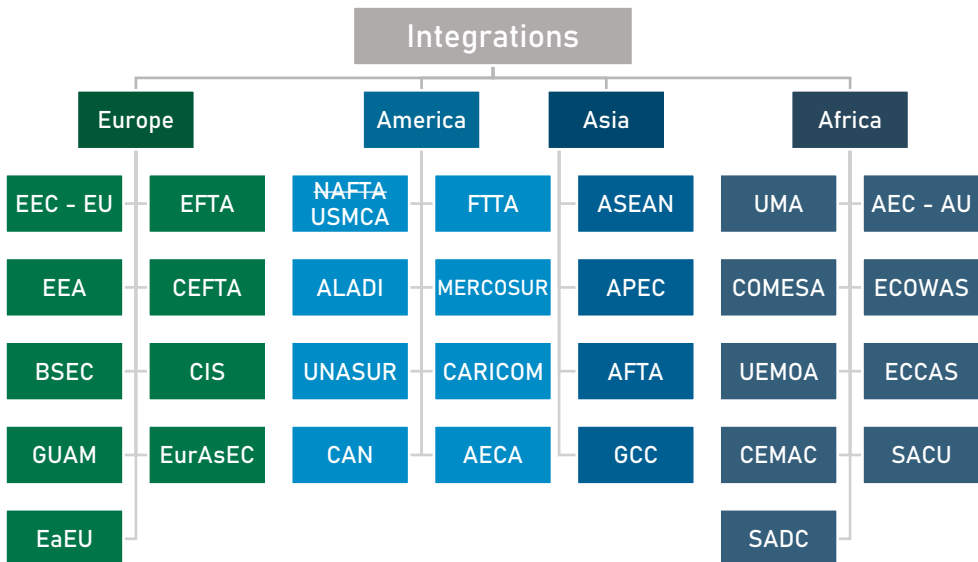 Integrations
Europe
America
Asia
Africa
EEC - EU
EFTA
NAFTA
USMCA
FTTA
ASEAN
UMA
AEC - AU
EEA
CEFTA
ALADI
MERCOSUR
APEC
COMESA
ECOWAS
BSEC
CIS
UNASUR
CARICOM
AFTA
UEMOA
ECCAS
GUAM
EurAsEC
CAN
AECA
GCC
CEMAC
SACU
EaEU
SADC